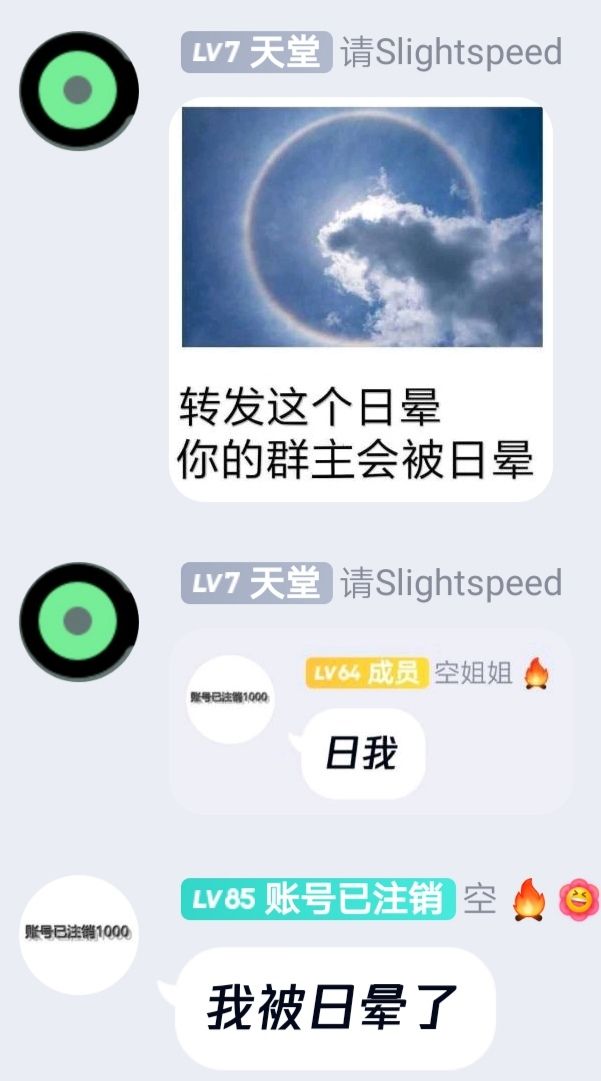 LV7 天堂 请Slightspeed
转发这个日晕
你的群主会被日晕
LV7 天堂 请Slightspeed
LV64 成员 空姐姐 🔥
账号已注销1000
日我
LV85 账号已注销 空 🔥 😆
账号已注销1000
我被日晕了